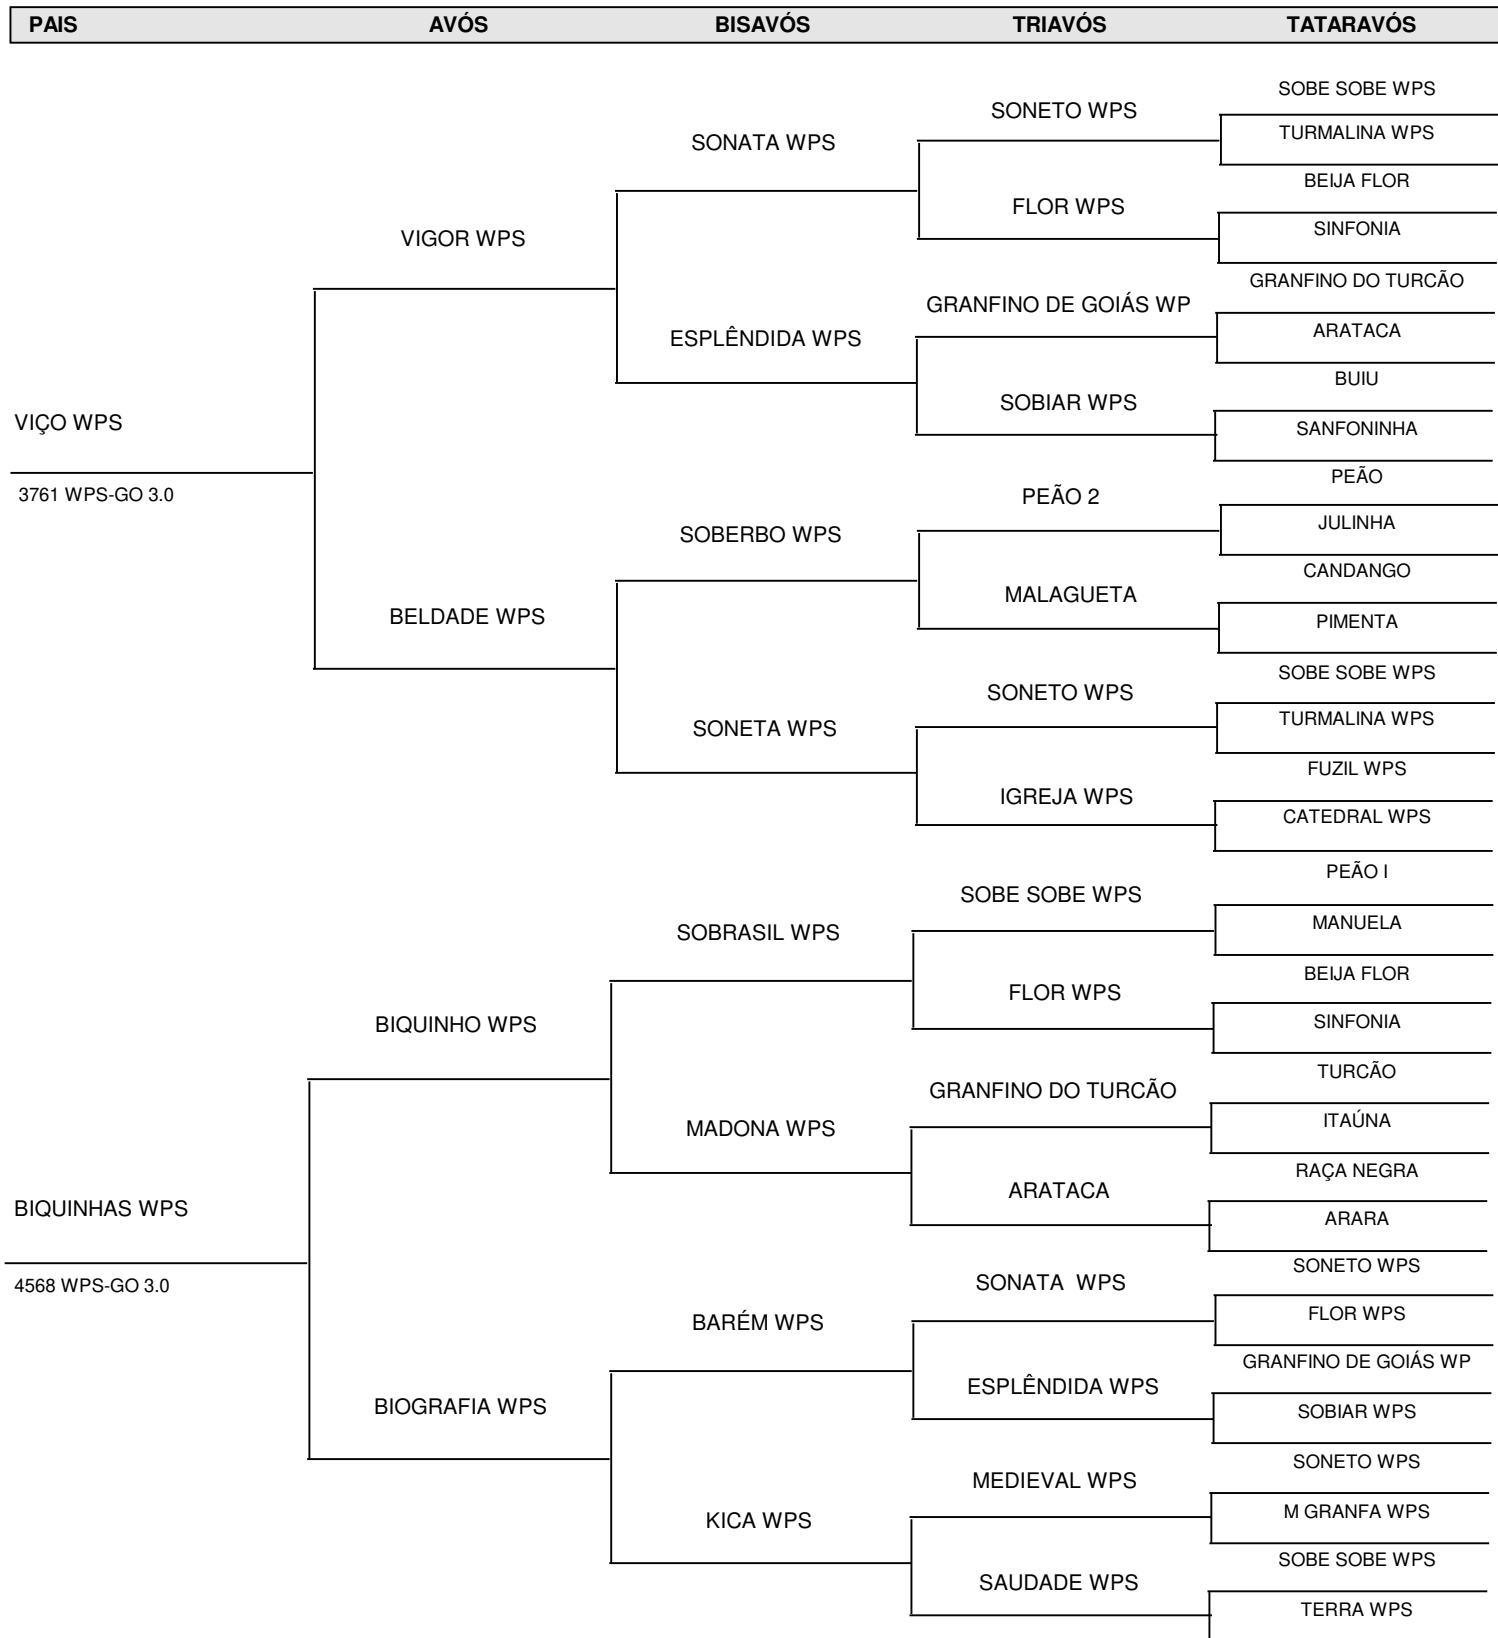 PAIS AVÓS BISAVÓS TRIAVÓS TATARAVÓS
SOBE SOBE WPS
SONETO WPS
TURMALINA WPS
SONATA WPS
BEIJA FLOR
FLOR WPS
SINFONIA
VIGOR WPS
GRANFINO DO TURCÃO
GRANFINO DE GOIÁS WP
ARATACA
ESPLÊNDIDA WPS
BUIU
SOBIAR WPS
VIÇO WPS
SANFONINHA
PEÃO
3761 WPS-GO 3.0
PEÃO 2
JULINHA
SOBERBO WPS
CANDANGO
MALAGUETA
BELDADE WPS
PIMENTA
SOBE SOBE WPS
SONETO WPS
TURMALINA WPS
SONETA WPS
FUZIL WPS
IGREJA WPS
CATEDRAL WPS
PEÃO I
SOBE SOBE WPS
MANUELA
SOBRASIL WPS
BEIJA FLOR
FLOR WPS
SINFONIA
BIQUINHO WPS
TURCÃO
GRANFINO DO TURCÃO
ITAÚNA
MADONA WPS
RAÇA NEGRA
ARATACA
BIQUINHAS WPS
ARARA
SONETO WPS
4568 WPS-GO 3.0
SONATA  WPS
FLOR WPS
BARÉM WPS
GRANFINO DE GOIÁS WP
ESPLÊNDIDA WPS
BIOGRAFIA WPS
SOBIAR WPS
SONETO WPS
MEDIEVAL WPS
M GRANFA WPS
KICA WPS
SOBE SOBE WPS
SAUDADE WPS
TERRA WPS